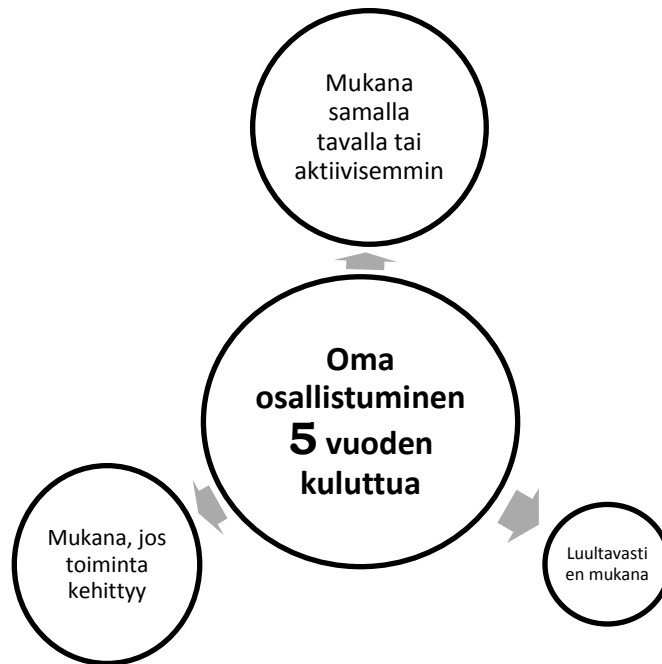 Mukana
samalla
tavalla tai
aktiivisemmin
Oma
osallistuminen
5 vuoden
kuluttua
Mukana, jos
toiminta
kehittyy
Luultavasti
en mukana